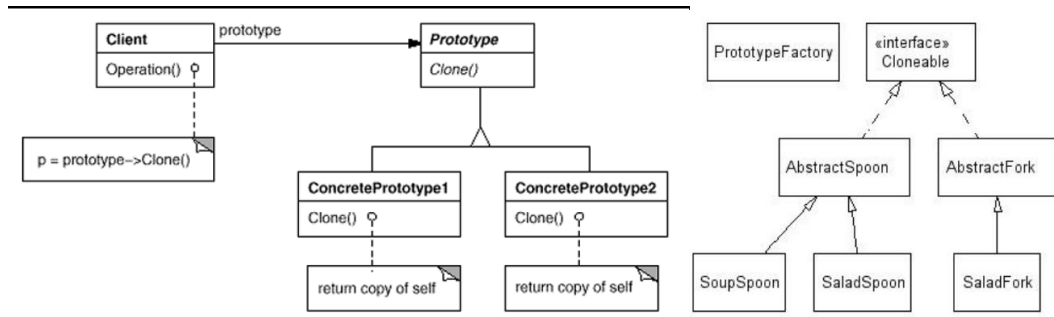 Client
Operation()
prototype
Prototype
Clone()
p = prototype->Clone()
ConcretePrototype1
Clone()
ConcretePrototype2
Clone()
return copy of self
return copy of self
PrototypeFactory
«interface»
Cloneable
AbstractSpoon
AbstractFork
SoupSpoon
SaladSpoon
SaladFork